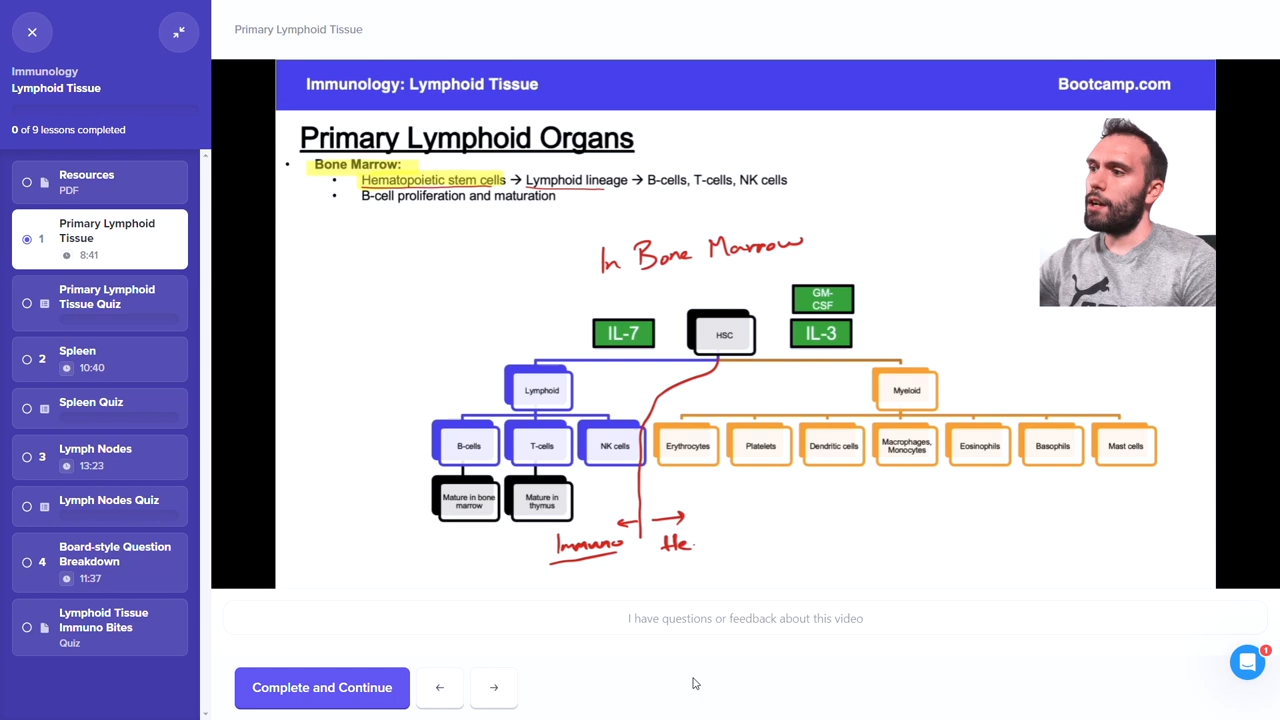 Primary Lymphoid Tissue
Immunology
Lymphoid Tissue
0 of 9 lessons completed
Resources
PDF
1
Primary Lymphoid
Tissue
8:41
Primary Lymphoid
Tissue Quiz
2
Spleen
10:40
Spleen Quiz
3
Lymph Nodes
13:23
Lymph Nodes Quiz
4
Board-style Question
Breakdown
11:37
Lymphoid Tissue
Immuno Bites
Quiz
Immunology: Lymphoid Tissue
Bootcamp.com
Primary Lymphoid Organs
• Bone Marrow:
• Hematopoietic stem cells → Lymphoid lineage → B-cells, T-cells, NK cells
• B-cell proliferation and maturation
In Bone Marrow
GM-
CSF
IL-7
HSC
IL-3
Lymphoid
Myeloid
B-cells
T-cells
NK cells
Erythrocytes
Platelets
Dendritic cells
Macrophages,
Monocytes
Eosinophils
Basophils
Mast cells
Mature in bone
marrow
Mature in
thymus
Immuno
He
I have questions or feedback about this video
Complete and Continue
←
→
1